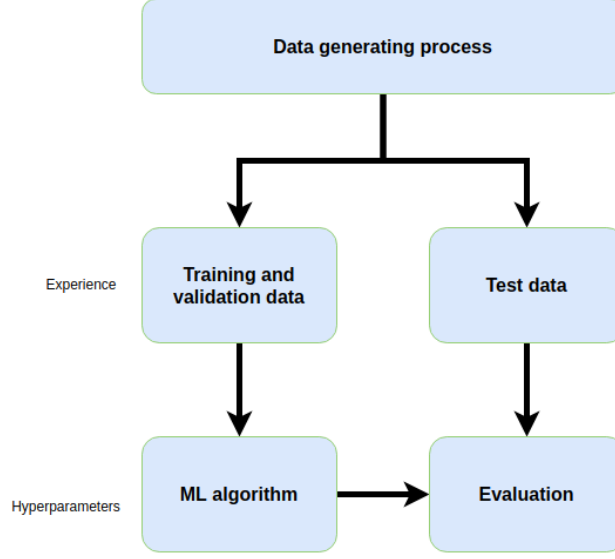 Data generating process
Experience
Training and
validation data
Test data
Hyperparameters
ML algorithm
Evaluation